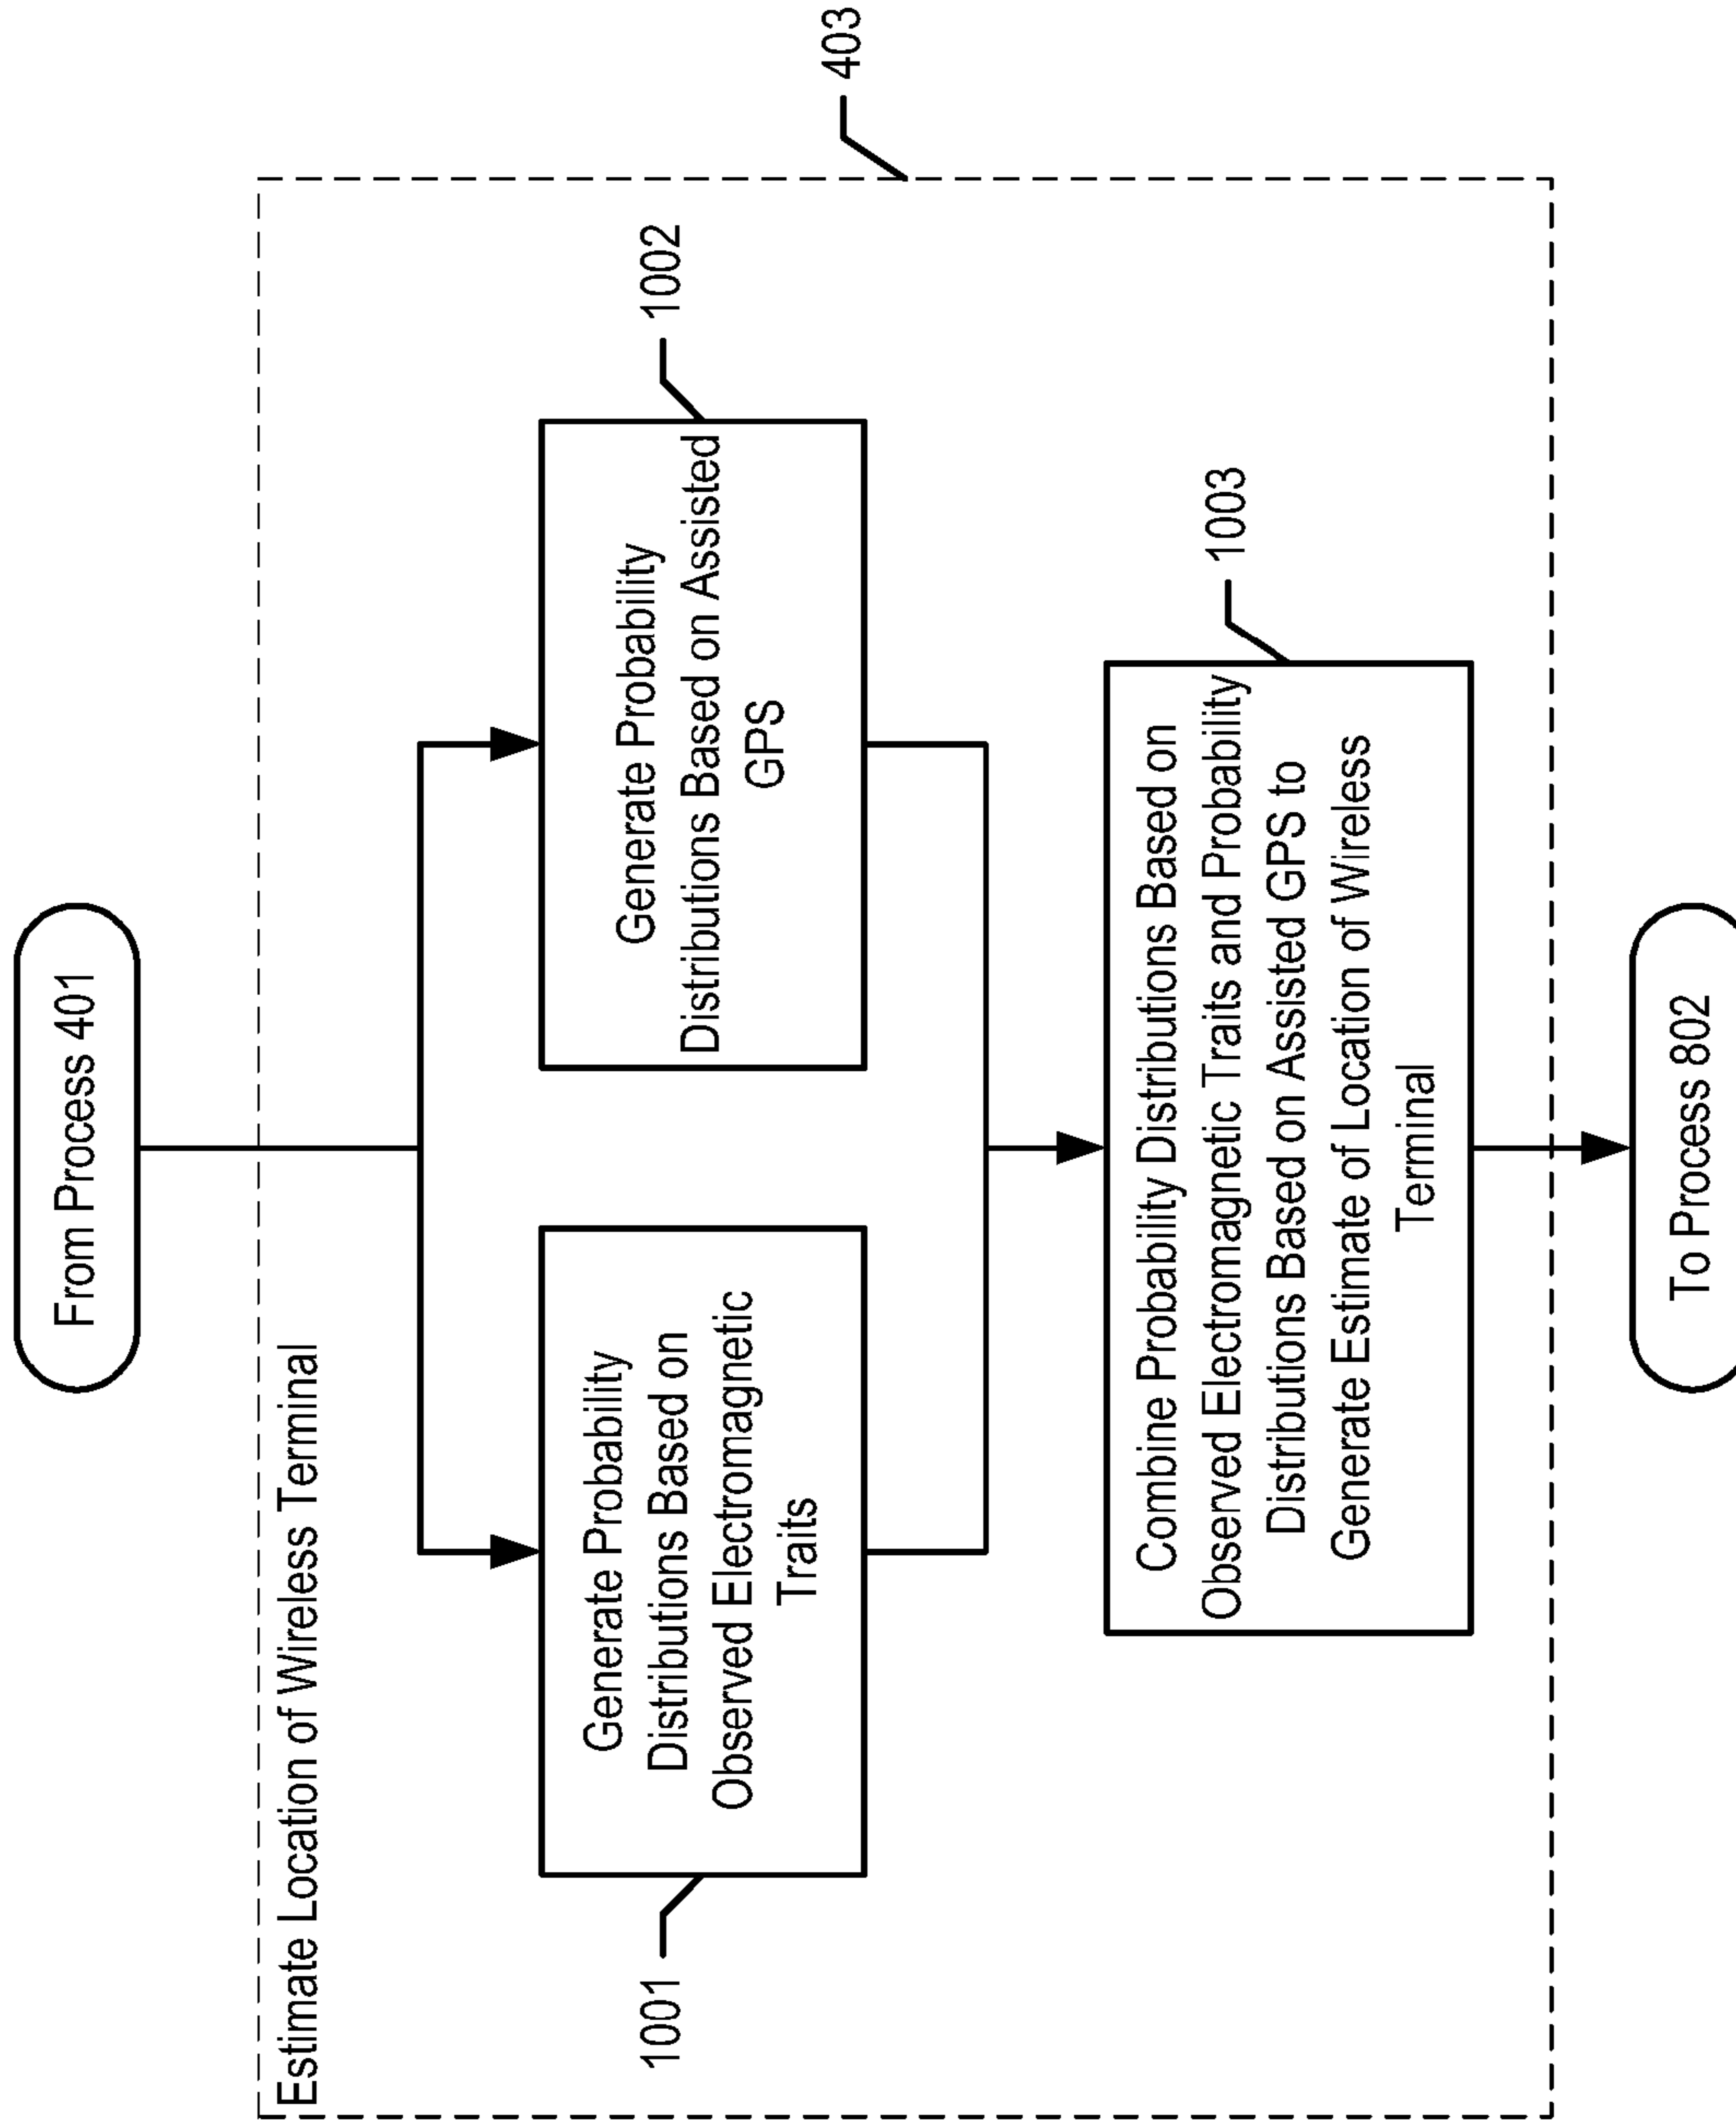 From Process 401
Estimate Location of Wireless Terminal
403
1001
Generate Probability
Distributions Based on
Observed Electromagnetic
Traits
Generate Probability
Distributions Based on Assisted
GPS
1002
Combine Probability Distributions Based on
Observed Electromagnetic Traits and Probability
Distributions Based on Assisted GPS to
Generate Estimate of Location of Wireless
Terminal
1003
To Process 802